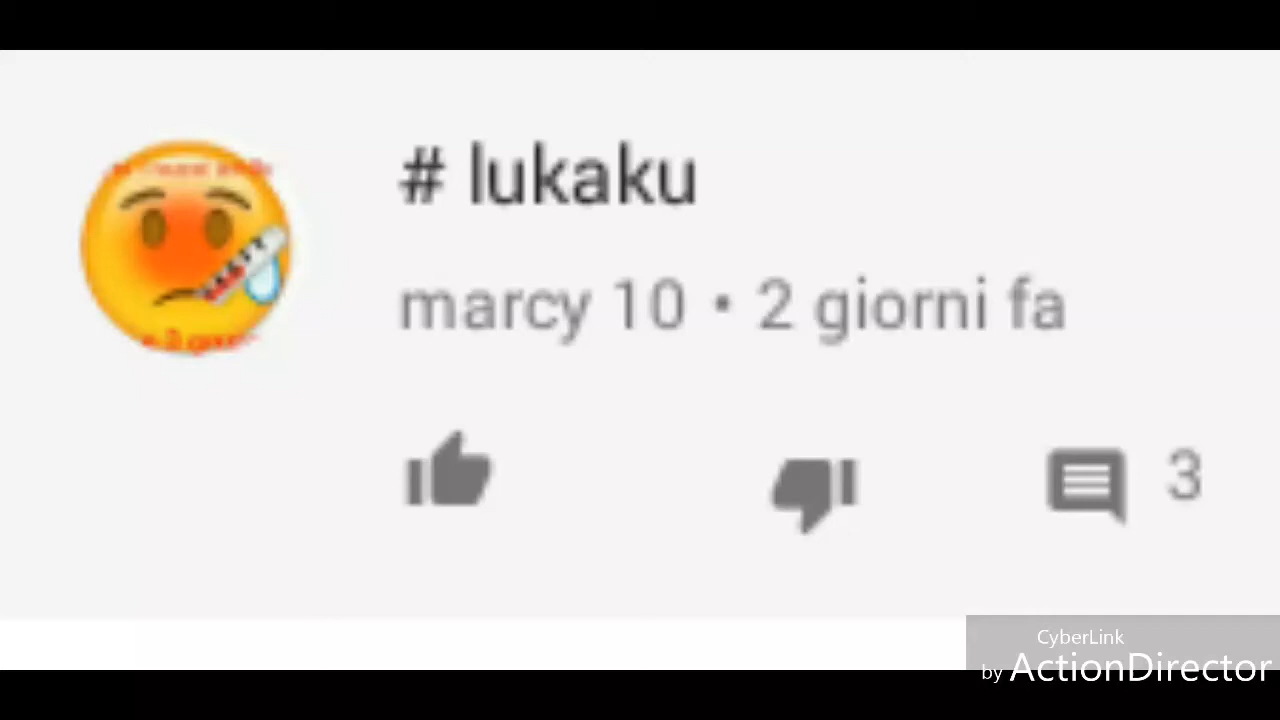 # lukaku
marcy 10 • 2 giorni fa
3
CyberLink
by ActionDirector